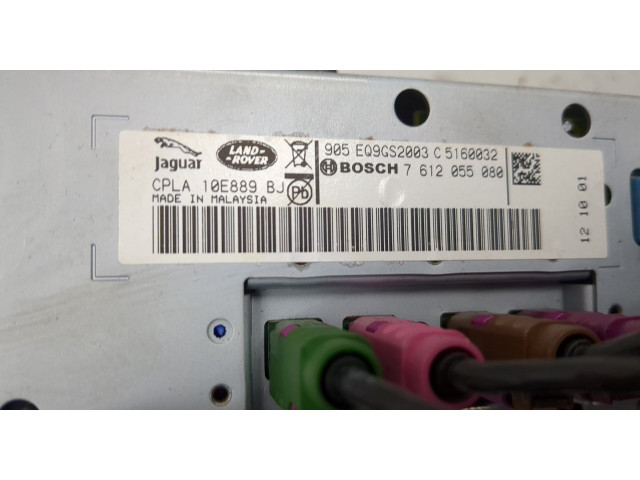 Jaguar
LAND-
ROVER
905 EQ9GS2003 C 5160032
BOSCH 7 612 055 080
CPLA 10E889 BJ
Pb
MADE IN MALAYSIA
12 10 01